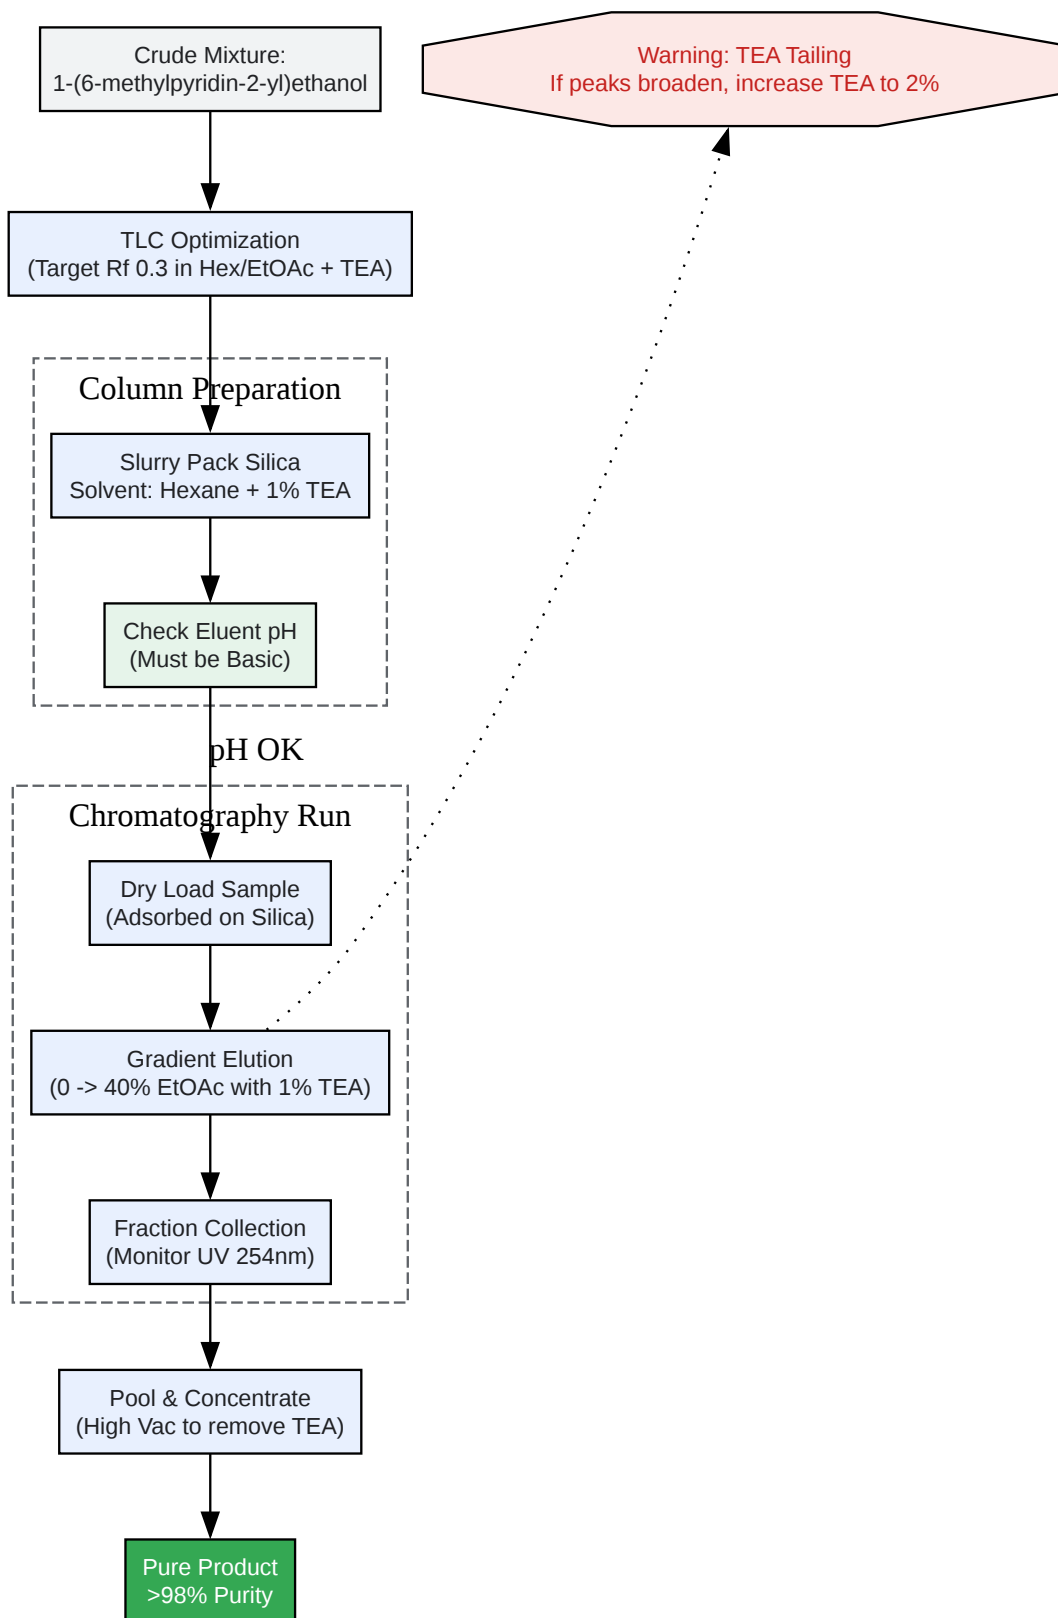 Crude Mixture:
1-(6-methylpyridin-2-yl)ethanol
Warning: TEA Tailing
If peaks broaden, increase TEA to 2%
TLC Optimization
(Target Rf 0.3 in Hex/EtOAc + TEA)
Column Preparation
Slurry Pack Silica
Solvent: Hexane + 1% TEA
Check Eluent pH
(Must be Basic)
pH OK
Chromatography Run
Dry Load Sample
(Adsorbed on Silica)
Gradient Elution
(0 -> 40% EtOAc with 1% TEA)
Fraction Collection
(Monitor UV 254nm)
Pool & Concentrate
(High Vac to remove TEA)
Pure Product
>98% Purity